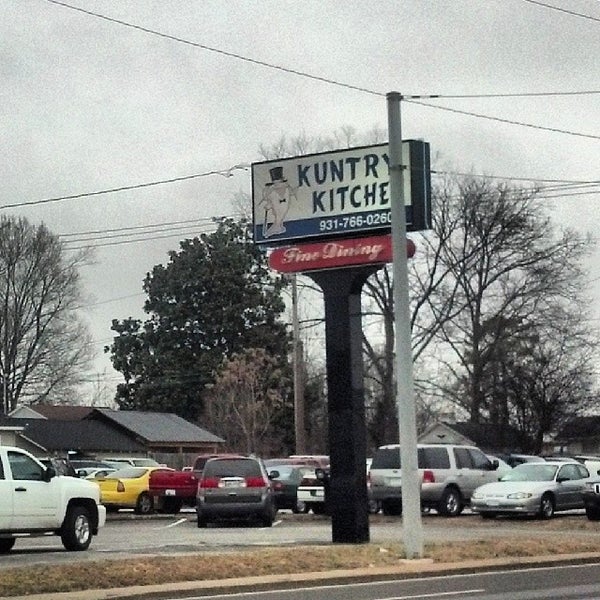 KUNTRY
KITCHE
931-766-0260
Fine Dining